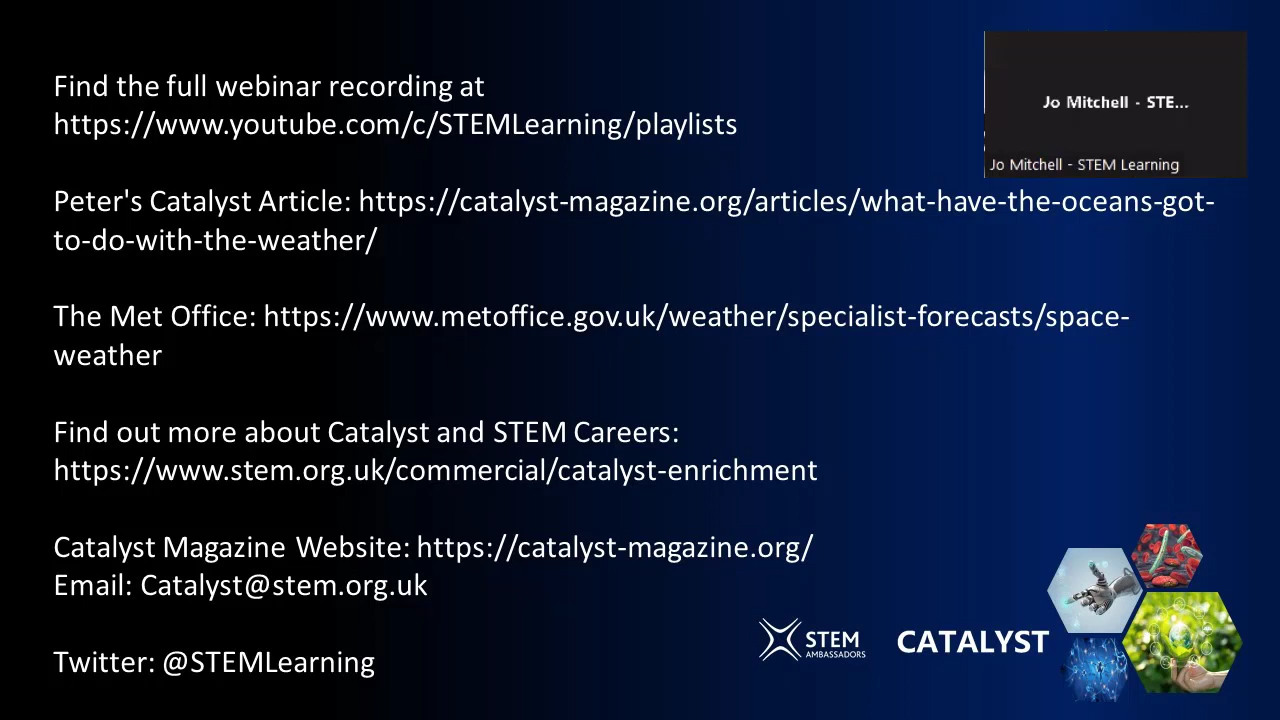 Find the full webinar recording at
https://www.youtube.com/c/STEMLearning/playlists
Jo Mitchell - STE...
Jo Mitchell - STEM Learning
Peter's Catalyst Article: https://catalyst-magazine.org/articles/what-have-the-oceans-got-
to-do-with-the-weather/
The Met Office: https://www.metoffice.gov.uk/weather/specialist-forecasts/space-
weather
Find out more about Catalyst and STEM Careers:
https://www.stem.org.uk/commercial/catalyst-enrichment
Catalyst Magazine Website: https://catalyst-magazine.org/
Email: Catalyst@stem.org.uk
Twitter: @STEMLearning
STEM
AMBASSADORS
CATALYST